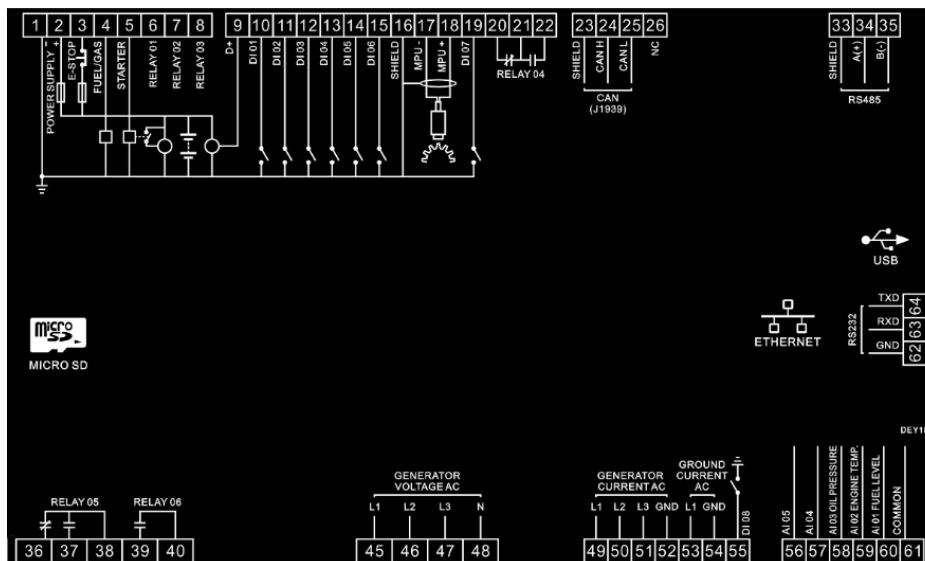 1 2 3 4 5 6 7 8
9 10 11 12 13 14 15 16 17 18 19 20 21 22
23 24 25 26
33 34 35
- POWER SUPPLY +
E-STOP
FUEL/GAS
STARTER
RELAY 01
RELAY 02
RELAY 03
D+
DI 01
DI 02
DI 03
DI 04
DI 05
DI 06
SHIELD
MPU -
MPU +
DI 07
RELAY 04
SHIELD
CAN H
CAN L
NC
CAN
(J1939)
SHIELD
A(+)
B(-)
RS485
USB
micro
SD
MICRO SD
ETHERNET
RS232
TXD 64
RXD 63
GND 62
DEY18
RELAY 05
RELAY 06
GENERATOR
VOLTAGE AC
L1 L2 L3 N
GENERATOR
CURRENT AC
L1 L2 L3 GND
GROUND
CURRENT
AC
L1 GND
DI 08
AI 05
AI 04
AI 03 OIL PRESSURE
AI 02 ENGINE TEMP.
AI 01 FUEL LEVEL
COMMON
36 37 38 39 40
45 46 47 48
49 50 51 52 53 54 55
56 57 58 59 60 61